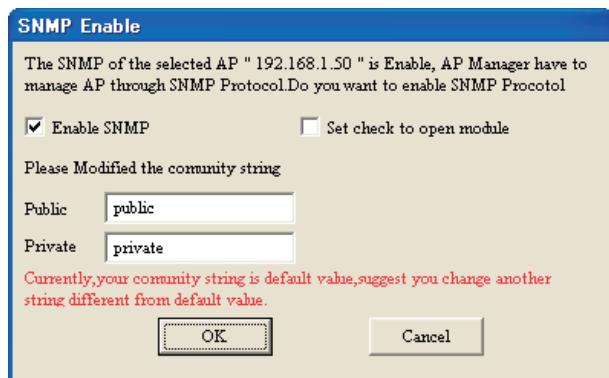 SNMP Enable
The SNMP of the selected AP " 192.168.1.50 " is Enable, AP Manager have to
manage AP through SNMP Protocol.Do you want to enable SNMP Procotol
Enable SNMP Set check to open module
Please Modified the comunity string
Public public
Private private
Currently,your comunity string is default value,suggest you change another
string different from default value.
OK Cancel